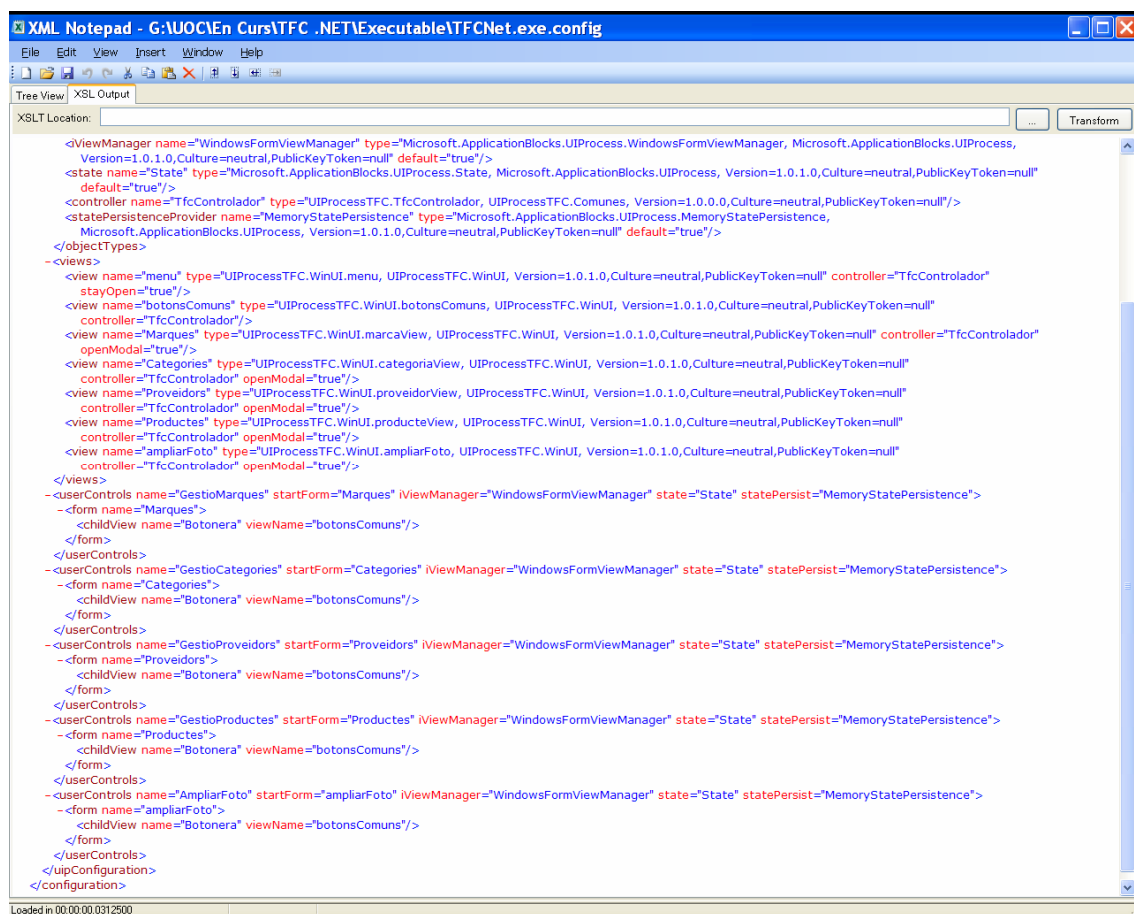 XML Notepad - G:\UOC\En Curs\TFC .NET\Executable\TFCNet.exe.config
File Edit View Insert Window Help
Tree View XSL Output
XSLT Location: ... Transform
<iViewManager name="WindowsFormViewManager" type="Microsoft.ApplicationBlocks.UIProcess.WindowsFormViewManager, Microsoft.ApplicationBlocks.UIProcess,
Version=1.0.1.0,Culture=neutral,PublicKeyToken=null" default="true"/>
<state name="State" type="Microsoft.ApplicationBlocks.UIProcess.State, Microsoft.ApplicationBlocks.UIProcess, Version=1.0.1.0,Culture=neutral,PublicKeyToken=null"
default="true"/>
<controller name="TfcControlador" type="UIProcessTFC.TfcControlador, UIProcessTFC.Comunes, Version=1.0.0.0,Culture=neutral,PublicKeyToken=null"/>
<statePersistenceProvider name="MemoryStatePersistence" type="Microsoft.ApplicationBlocks.UIProcess.MemoryStatePersistence,
Microsoft.ApplicationBlocks.UIProcess, Version=1.0.1.0,Culture=neutral,PublicKeyToken=null" default="true"/>
</objectTypes>
-<views>
<view name="menu" type="UIProcessTFC.WinUI.menu, UIProcessTFC.WinUI, Version=1.0.1.0,Culture=neutral,PublicKeyToken=null" controller="TfcControlador"
stayOpen="true"/>
<view name="botonsComuns" type="UIProcessTFC.WinUI.botonsComuns, UIProcessTFC.WinUI, Version=1.0.1.0,Culture=neutral,PublicKeyToken=null"
controller="TfcControlador"/>
<view name="Marques" type="UIProcessTFC.WinUI.marcaView, UIProcessTFC.WinUI, Version=1.0.1.0,Culture=neutral,PublicKeyToken=null" controller="TfcControlador"
openModal="true"/>
<view name="Categories" type="UIProcessTFC.WinUI.categoriaView, UIProcessTFC.WinUI, Version=1.0.1.0,Culture=neutral,PublicKeyToken=null"
controller="TfcControlador" openModal="true"/>
<view name="Proveidors" type="UIProcessTFC.WinUI.proveidorView, UIProcessTFC.WinUI, Version=1.0.1.0,Culture=neutral,PublicKeyToken=null"
controller="TfcControlador" openModal="true"/>
<view name="Productes" type="UIProcessTFC.WinUI.producteView, UIProcessTFC.WinUI, Version=1.0.1.0,Culture=neutral,PublicKeyToken=null"
controller="TfcControlador" openModal="true"/>
<view name="ampliarFoto" type="UIProcessTFC.WinUI.ampliarFoto, UIProcessTFC.WinUI, Version=1.0.1.0,Culture=neutral,PublicKeyToken=null"
controller="TfcControlador" openModal="true"/>
</views>
-<userControls name="GestioMarques" startForm="Marques" iViewManager="WindowsFormViewManager" state="State" statePersist="MemoryStatePersistence">
-<form name="Marques">
<childView name="Botonera" viewName="botonsComuns"/>
</form>
</userControls>
-<userControls name="GestioCategories" startForm="Categories" iViewManager="WindowsFormViewManager" state="State" statePersist="MemoryStatePersistence">
-<form name="Categories">
<childView name="Botonera" viewName="botonsComuns"/>
</form>
</userControls>
-<userControls name="GestioProveidors" startForm="Proveidors" iViewManager="WindowsFormViewManager" state="State" statePersist="MemoryStatePersistence">
-<form name="Proveidors">
<childView name="Botonera" viewName="botonsComuns"/>
</form>
</userControls>
-<userControls name="GestioProductes" startForm="Productes" iViewManager="WindowsFormViewManager" state="State" statePersist="MemoryStatePersistence">
-<form name="Productes">
<childView name="Botonera" viewName="botonsComuns"/>
</form>
</userControls>
-<userControls name="AmpliarFoto" startForm="ampliarFoto" iViewManager="WindowsFormViewManager" state="State" statePersist="MemoryStatePersistence">
-<form name="ampliarFoto">
<childView name="Botonera" viewName="botonsComuns"/>
</form>
</userControls>
</uipConfiguration>
</configuration>
Loaded in 00:00:00.0312500